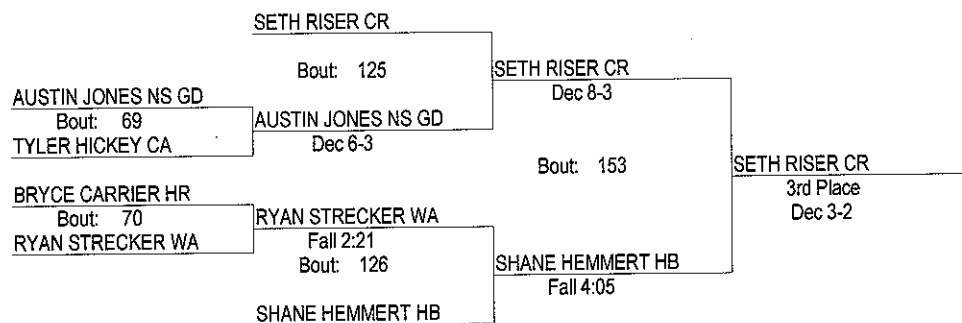 SETH RISER CR
Bout: 125
SETH RISER CR
Dec 8-3
AUSTIN JONES NS GD
Bout: 69
AUSTIN JONES NS GD
TYLER HICKEY CA
Dec 6-3
Bout: 153
SETH RISER CR
3rd Place
Dec 3-2
BRYCE CARRIER HR
Bout: 70
RYAN STRECKER WA
RYAN STRECKER WA
Fall 2:21
Bout: 126
SHANE HEMMERT HB
Fall 4:05
SHANE HEMMERT HB